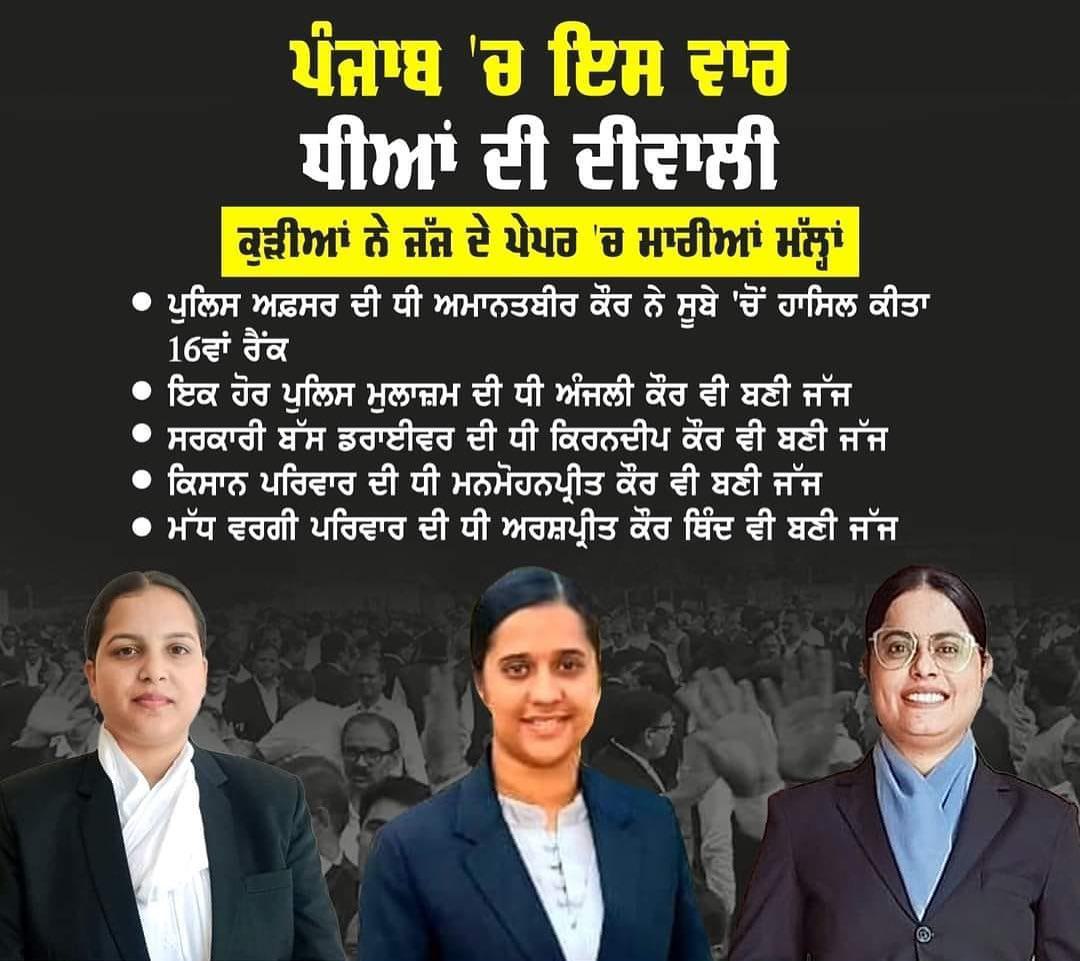 ਪੰਜਾਬ 'ਚ ਇਸ ਵਾਰ
ਧੀਆਂ ਦੀ ਦੀਵਾਲੀ
ਕੁੜੀਆਂ ਨੇ ਜੱਜ ਦੇ ਪੇਪਰ 'ਚ ਮਾਰੀਆਂ ਮੱਲ੍ਹਾਂ
• ਪੁਲਿਸ ਅਫ਼ਸਰ ਦੀ ਧੀ ਅਮਾਨਤਬੀਰ ਕੌਰ ਨੇ ਸੂਬੇ 'ਚੋਂ ਹਾਸਿਲ ਕੀਤਾ
16ਵਾਂ ਰੈਂਕ
• ਇਕ ਹੋਰ ਪੁਲਿਸ ਮੁਲਾਜ਼ਮ ਦੀ ਧੀ ਅੰਜਲੀ ਕੌਰ ਵੀ ਬਣੀ ਜੱਜ
• ਸਰਕਾਰੀ ਬੱਸ ਡਰਾਈਵਰ ਦੀ ਧੀ ਕਿਰਨਦੀਪ ਕੌਰ ਵੀ ਬਣੀ ਜੱਜ
• ਕਿਸਾਨ ਪਰਿਵਾਰ ਦੀ ਧੀ ਮਨਮੋਹਨਪ੍ਰੀਤ ਕੌਰ ਵੀ ਬਣੀ ਜੱਜ
• ਮੱਧ ਵਰਗੀ ਪਰਿਵਾਰ ਦੀ ਧੀ ਅਰਸ਼ਪ੍ਰੀਤ ਕੌਰ ਥਿੰਦ ਵੀ ਬਣੀ ਜੱਜ